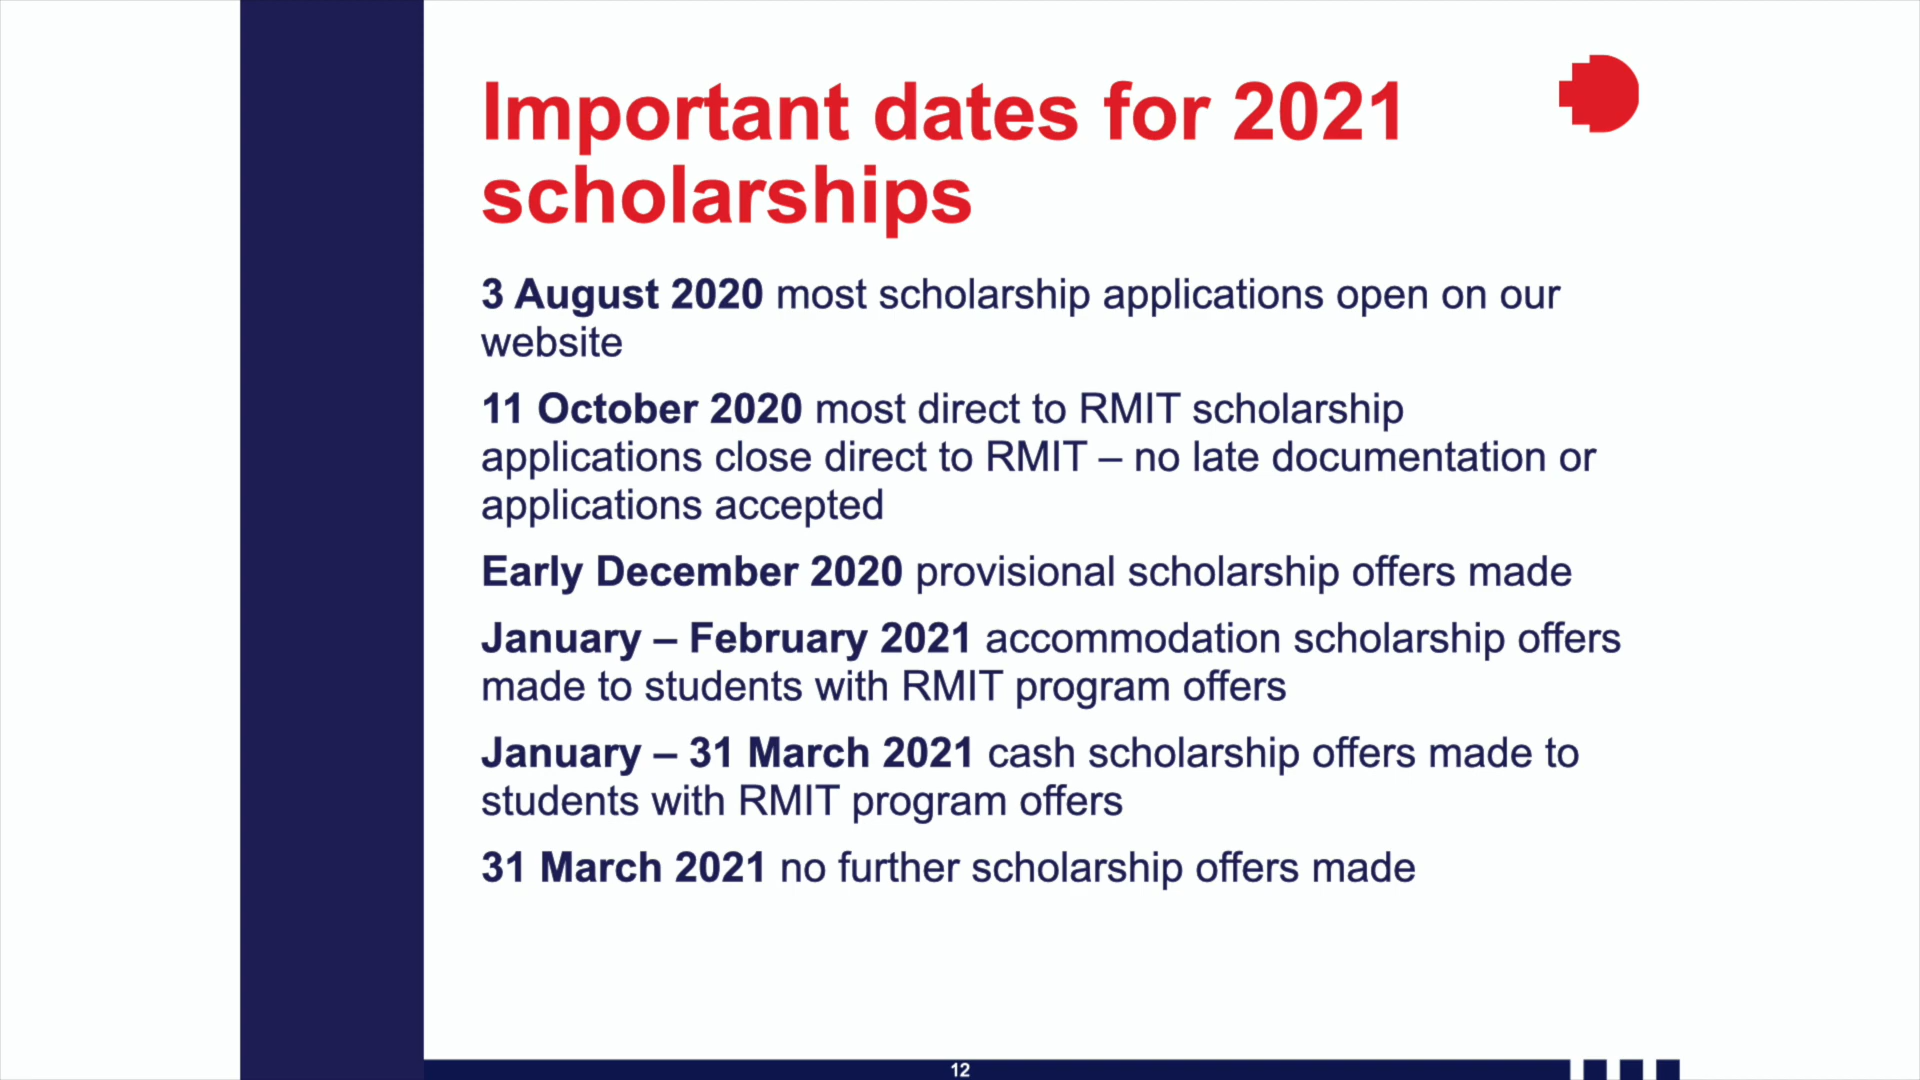 Important dates for 2021
scholarships
3 August 2020 most scholarship applications open on our
website
11 October 2020 most direct to RMIT scholarship
applications close direct to RMIT – no late documentation or
applications accepted
Early December 2020 provisional scholarship offers made
January – February 2021 accommodation scholarship offers
made to students with RMIT program offers
January – 31 March 2021 cash scholarship offers made to
students with RMIT program offers
31 March 2021 no further scholarship offers made
12